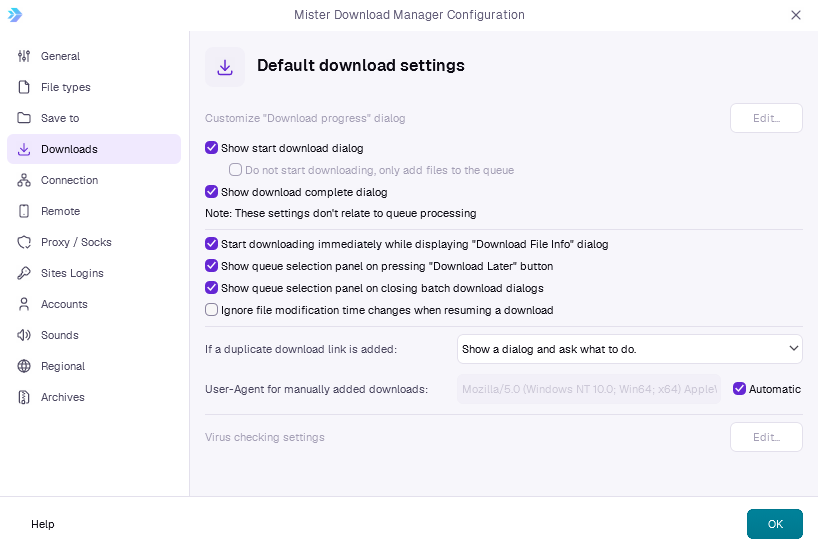 Mister Download Manager Configuration
General
File types
Save to
Downloads
Connection
Remote
Proxy / Socks
Sites Logins
Accounts
Sounds
Regional
Archives
Default download settings
Customize "Download progress" dialog
Edit...
Show start download dialog
Do not start downloading, only add files to the queue
Show download complete dialog
Note: These settings don't relate to queue processing
Start downloading immediately while displaying "Download File Info" dialog
Show queue selection panel on pressing "Download Later" button
Show queue selection panel on closing batch download dialogs
Ignore file modification time changes when resuming a download
If a duplicate download link is added:
Show a dialog and ask what to do.
User-Agent for manually added downloads:
Mozilla/5.0 (Windows NT 10.0; Win64; x64) Apple
Automatic
Virus checking settings
Edit...
Help
OK